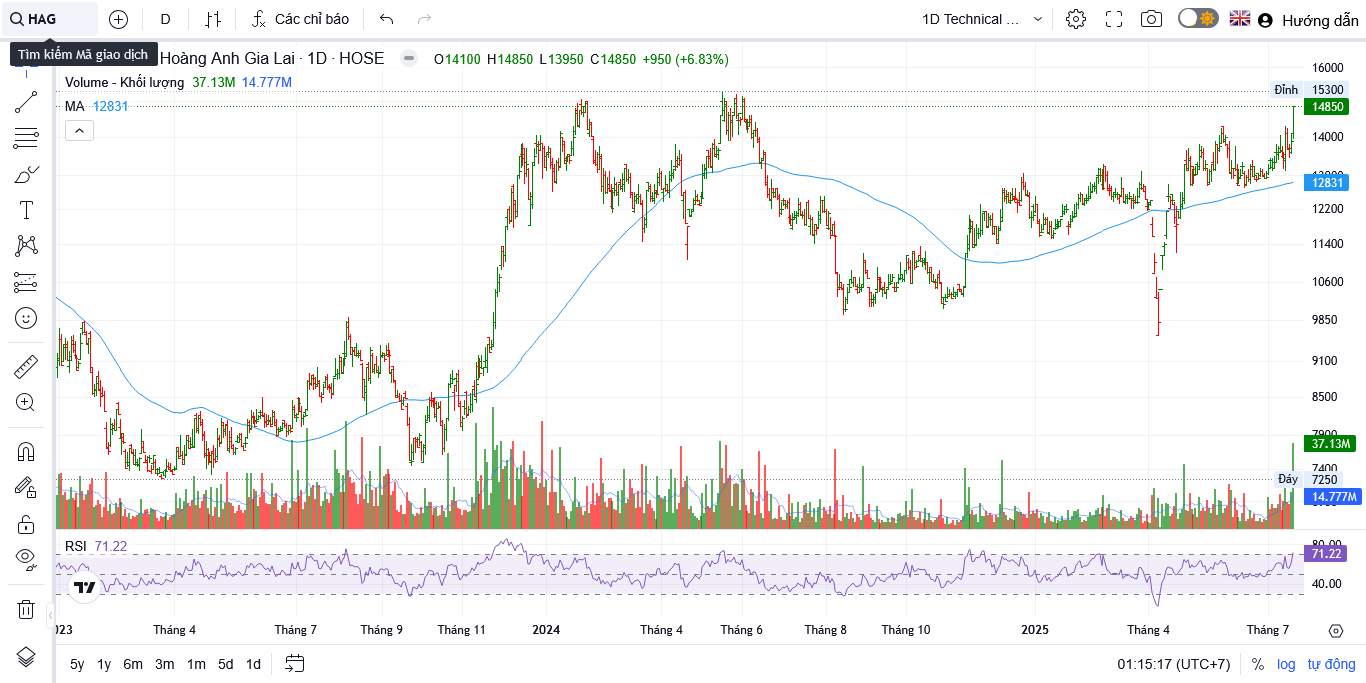 HAG
D
Các chỉ báo
1D Technical ...
Hướng dẫn
Tìm kiếm Mã giao dịch
Hoàng Anh Gia Lai · 1D · HOSE
O14100 H14850 L13950 C14850 +950 (+6.83%)
Volume - Khối lượng 37.13M 14.777M
MA 12831
16000
Đỉnh 15300
14850
14000
12831
12200
11400
10600
9850
9100
8500
7900
37.13M
7400
Đáy 7250
14.777M
RSI 71.22
80.00
71.22
40.00
Tháng 4 Tháng 7 Tháng 9 Tháng 11 2024 Tháng 4 Tháng 6 Tháng 8 Tháng 10 2025 Tháng 4 Tháng 7
5y 1y 6m 3m 1m 5d 1d
01:15:17 (UTC+7) % log tự động